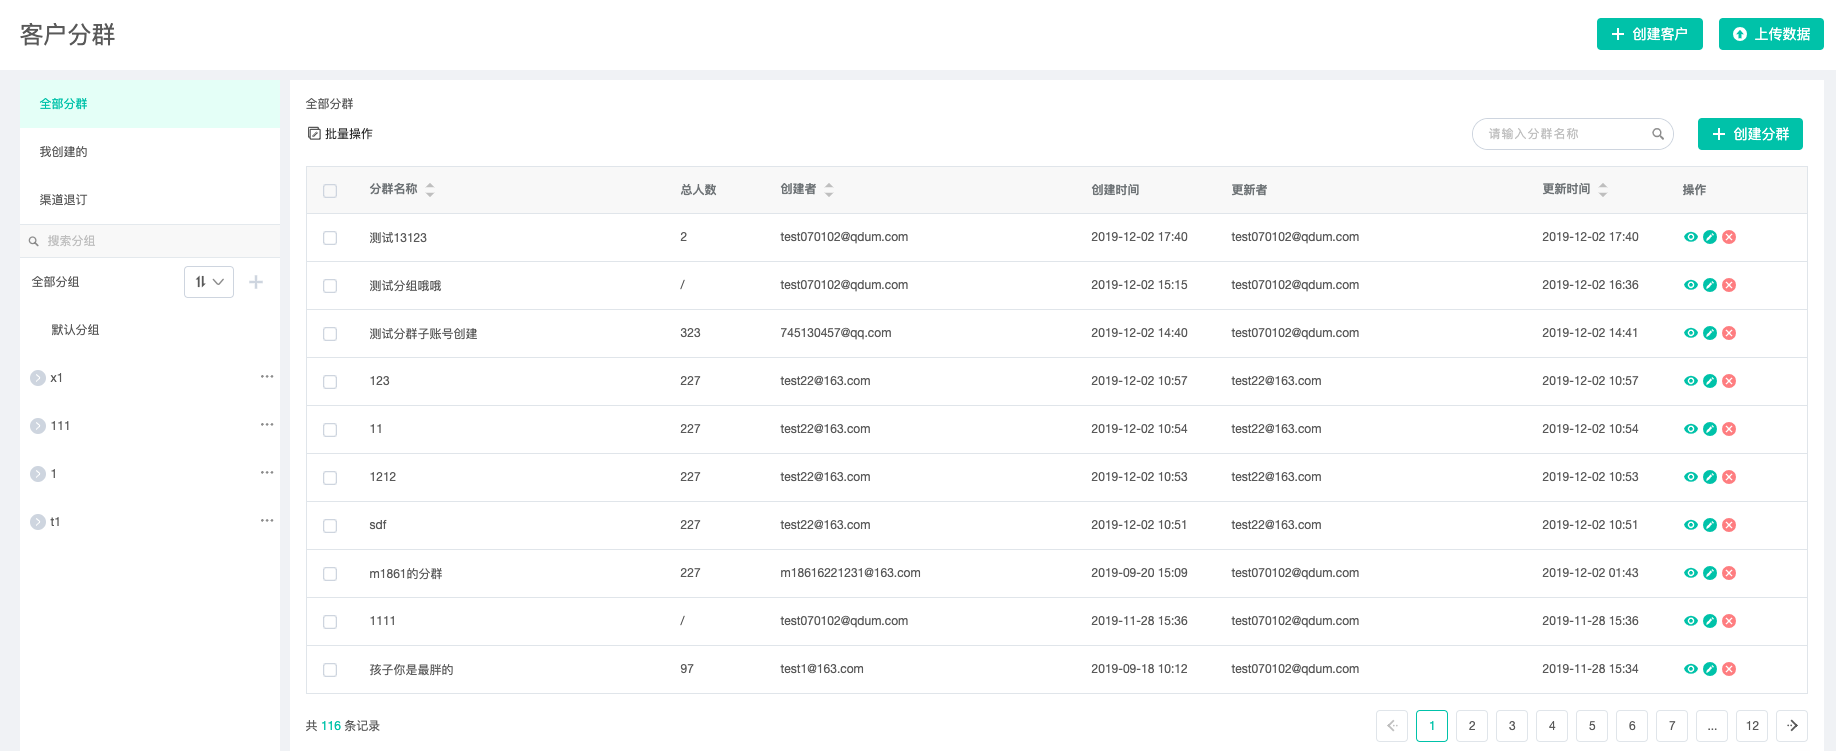 客户分群
创建客户
上传数据
全部分群
我创建的
渠道退订
搜索分组
全部分组
默认分组
x1
111
1
t1
全部分群
批量操作
请输入分群名称
创建分群
分群名称 总人数 创建者 创建时间 更新者 更新时间 操作
测试13123 2 test070102@qdum.com 2019-12-02 17:40 test070102@qdum.com 2019-12-02 17:40
测试分组哦哦 / test070102@qdum.com 2019-12-02 15:15 test070102@qdum.com 2019-12-02 16:36
测试分群子账号创建 323 745130457@qq.com 2019-12-02 14:40 test070102@qdum.com 2019-12-02 14:41
123 227 test22@163.com 2019-12-02 10:57 test22@163.com 2019-12-02 10:57
11 227 test22@163.com 2019-12-02 10:54 test22@163.com 2019-12-02 10:54
1212 227 test22@163.com 2019-12-02 10:53 test22@163.com 2019-12-02 10:53
sdf 227 test22@163.com 2019-12-02 10:51 test22@163.com 2019-12-02 10:51
m1861的分群 227 m18616221231@163.com 2019-09-20 15:09 test070102@qdum.com 2019-12-02 01:43
1111 / test070102@qdum.com 2019-11-28 15:36 test070102@qdum.com 2019-11-28 15:36
孩子你是最胖的 97 test1@163.com 2019-09-18 10:12 test070102@qdum.com 2019-11-28 15:34
共 116 条记录
1 2 3 4 5 6 7 ... 12